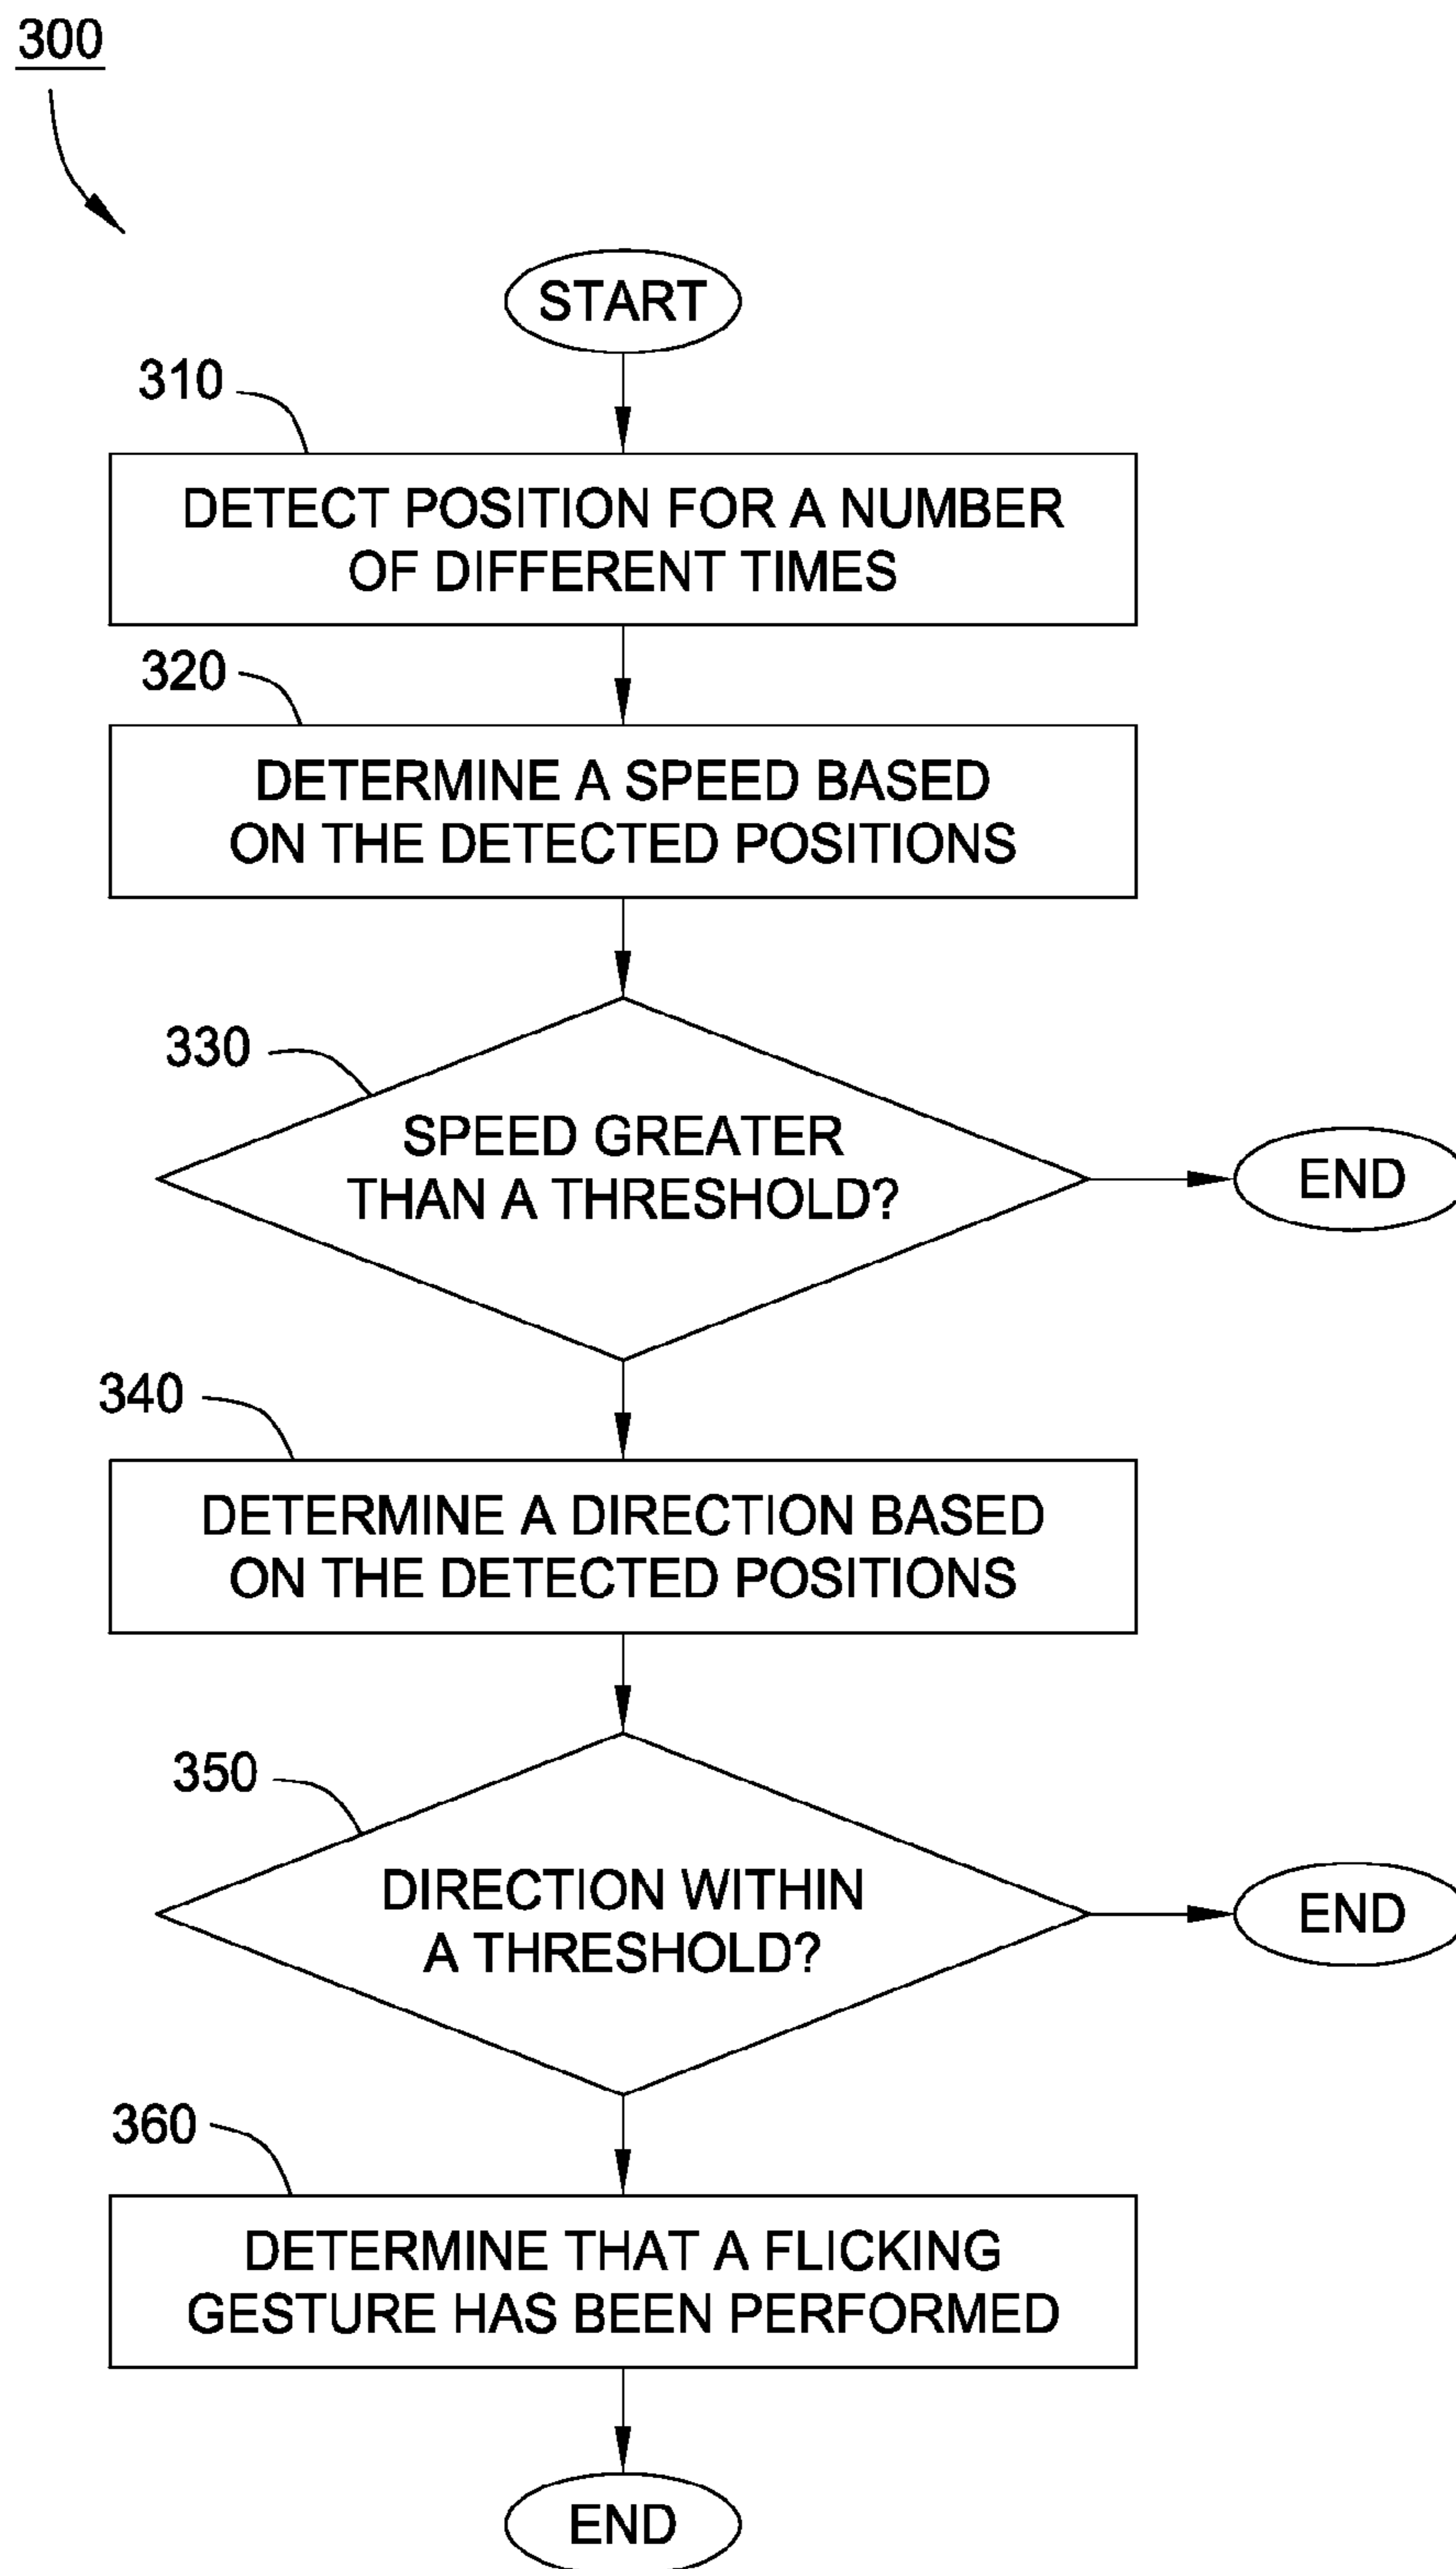 300
START
310
DETECT POSITION FOR A NUMBER
OF DIFFERENT TIMES
320
DETERMINE A SPEED BASED
ON THE DETECTED POSITIONS
330
SPEED GREATER
THAN A THRESHOLD?
END
340
DETERMINE A DIRECTION BASED
ON THE DETECTED POSITIONS
350
DIRECTION WITHIN
A THRESHOLD?
END
360
DETERMINE THAT A FLICKING
GESTURE HAS BEEN PERFORMED
END